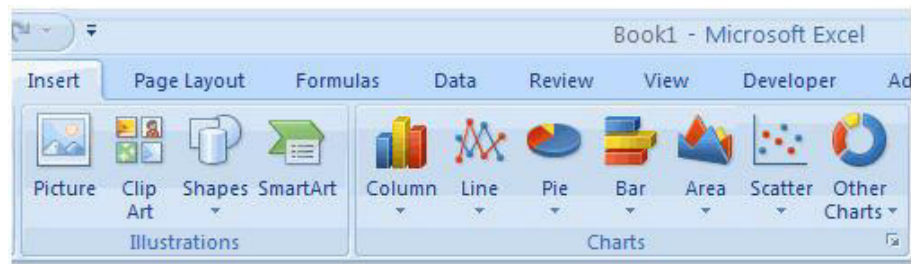 Book1 - Microsoft Excel
Insert Page Layout Formulas Data Review View Developer Ad
Picture Clip Art Shapes SmartArt Column Line Pie Bar Area Scatter Other Charts
Illustrations Charts